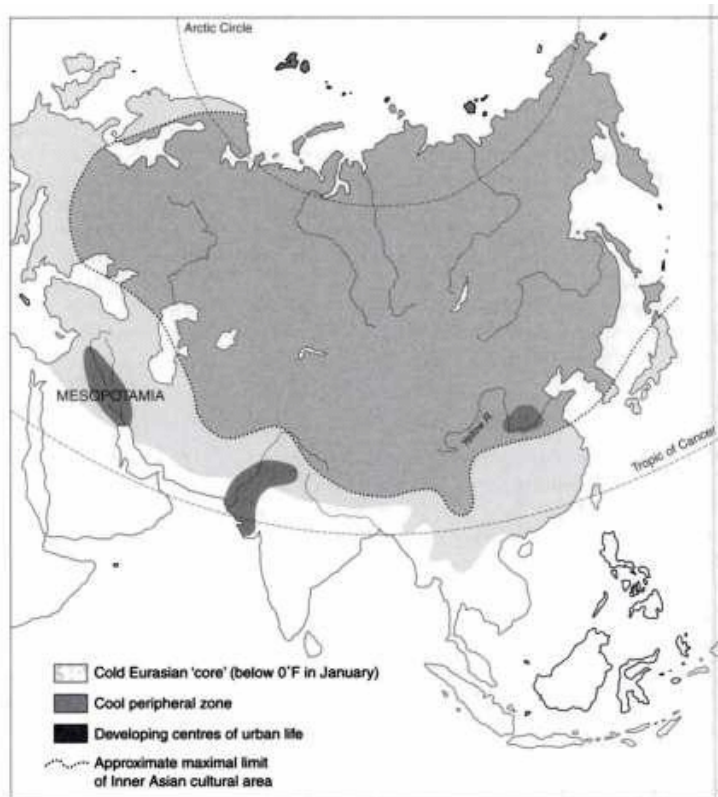 Arctic Circle
MESOPOTAMIA
Yellow R.
Tropic of Cancer
Cold Eurasian 'core' (below 0°F in January)
Cool peripheral zone
Developing centres of urban life
Approximate maximal limit
of Inner Asian cultural area